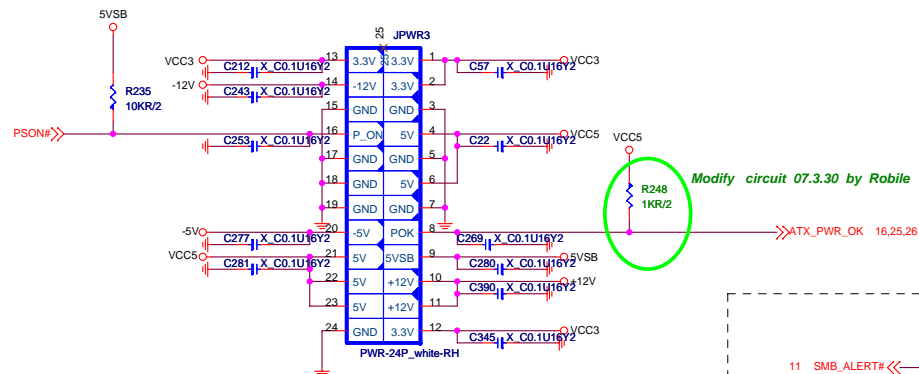 5VSB
25
JPWR3
25
VCC3
13
3.3V
3.3V
1
VCC3
C212
X_C0.1U16Y2
C57
X_C0.1U16Y2
-12V
14
-12V
3.3V
2
R235
10KR/2
C243
X_C0.1U16Y2
15
GND
GND
3
PSON#
16
P_ON
5V
4
VCC5
C253
X_C0.1U16Y2
C22
X_C0.1U16Y2
VCC5
17
GND
GND
5
18
GND
5V
6
Modify circuit 07.3.30 by Robile
R248
1KR/2
19
GND
GND
7
-5V
20
-5V
POK
8
ATX_PWR_OK 16,25,26
C277
X_C0.1U16Y2
C269
X_C0.1U16Y2
VCC5
21
5V
5VSB
9
5VSB
C281
X_C0.1U16Y2
C280
X_C0.1U16Y2
22
5V
+12V
10
+12V
C390
X_C0.1U16Y2
23
5V
+12V
11
24
GND
3.3V
12
VCC3
C345
X_C0.1U16Y2
PWR-24P_white-RH
11 SMB_ALERT#